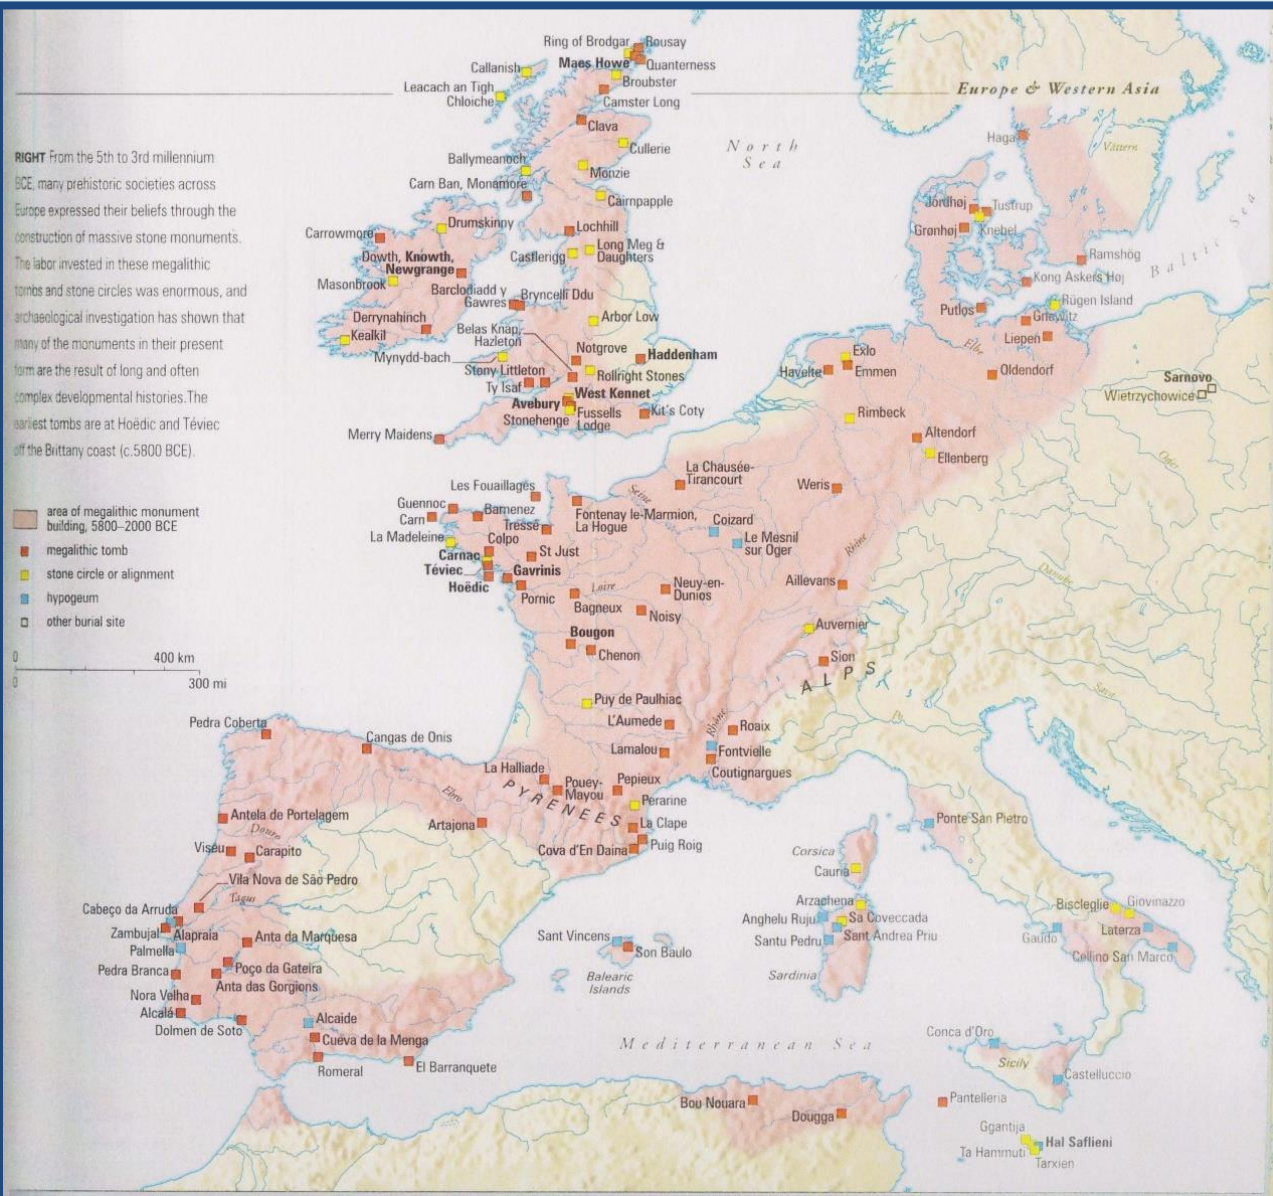 Europe & Western Asia
RIGHT From the 5th to 3rd millennium
BCE, many prehistoric societies across
Europe expressed their beliefs through the
construction of massive stone monuments.
The labor invested in these megalithic
tombs and stone circles was enormous, and
archaeological investigation has shown that
many of the monuments in their present
form are the result of long and often
complex developmental histories. The
earliest tombs are at Hoëdic and Téviec
off the Brittany coast (c.5800 BCE).
area of megalithic monument
building, 5800–2000 BCE
megalithic tomb
stone circle or alignment
hypogeum
other burial site
0
400 km
0
300 mi
Ring of Brodgar
Rousay
Maes Howe
Quanterness
Callanish
Broubster
Leacach an Tigh
Chloiche
Camster Long
Clava
Cullerie
Ballymeanoch
Monzie
Carn Ban, Monamore
Cairnpapple
Drumskinny
Lochhill
Carrowmore
Long Meg &
Daughters
Castlerigg
Dowth, Knowth,
Newgrange
Masonbrook
Barclodiad y
Gawres
Bryncelli Ddu
Arbor Low
Derrynahinch
Kealkil
Belas Knap,
Hazleton
Notgrove
Haddenham
Mynydd-bach
Stony Littleton
Rollright Stones
Ty Isaf
West Kennet
Avebury
Kit's Coty
Stonehenge
Fussells
Lodge
Merry Maidens
North
Sea
Haga
Vättern
Jordhøj
Tustrup
Grønhøj
Knebel
Ramshög
Baltic Sea
Kong Askers Høj
Rügen Island
Putlos
Grewitz
Liepen
Elbe
Exlo
Havelte
Emmen
Oldendorf
Sarnovo
Wietrzychowice
Rimbeck
Altendorf
Ellenberg
Oder
La Chausée-
Tirancourt
Weris
Les Fouaillages
Seine
Guennoc
Barnenez
Fontenay le-Marmion,
La Hogue
Carn
Coizard
Tressé
La Madeleine
Colpo
Le Mesnil
sur Oger
Rhône
Carnac
St Just
Téviec
Gavrinis
Danube
Hoëdic
Neuy-en-
Dunios
Aillevans
Pornic
Loire
Bagneux
Noisy
Auvernier
Bougon
Chenon
Sion
ALPS
Sava
Po
Puy de Paulhiac
L'Aumede
Rhône
Roaix
Lamalou
Fontvielle
Coutignargues
Pedra Coberta
Cangas de Onis
La Halliade
Pouey-
Mayou
Pepieux
PYRENEES
Ebro
Perarine
Antela de Portelagem
Artajona
La Clape
Douro
Cova d'En Daina
Puig Roig
Viseu
Carapito
Ponte San Pietro
Corsica
Cauria
Vila Nova de São Pedro
Tagus
Arzachena
Cabeço da Arruda
Anghelu Ruju
Sa Coveccada
Biscleglie
Giovinazzo
Zambujal
Alapraia
Anta da Marquesa
Sant Vincens
Santu Pedru
Sant Andrea Priu
Gaudo
Laterza
Palmella
Son Baulo
Cellino San Marco
Pedra Branca
Poço da Gateira
Balearic
Islands
Sardinia
Anta das Gorgions
Nora Velha
Alcalá
Alcaide
Dolmen de Soto
Cueva de la Menga
Mediterranean Sea
Conca d'Oro
Romeral
El Barranquete
Sicily
Castelluccio
Bou Nouara
Dougga
Pantelleria
Ggantija
Hal Saflieni
Ta Hammuti
Tarxien